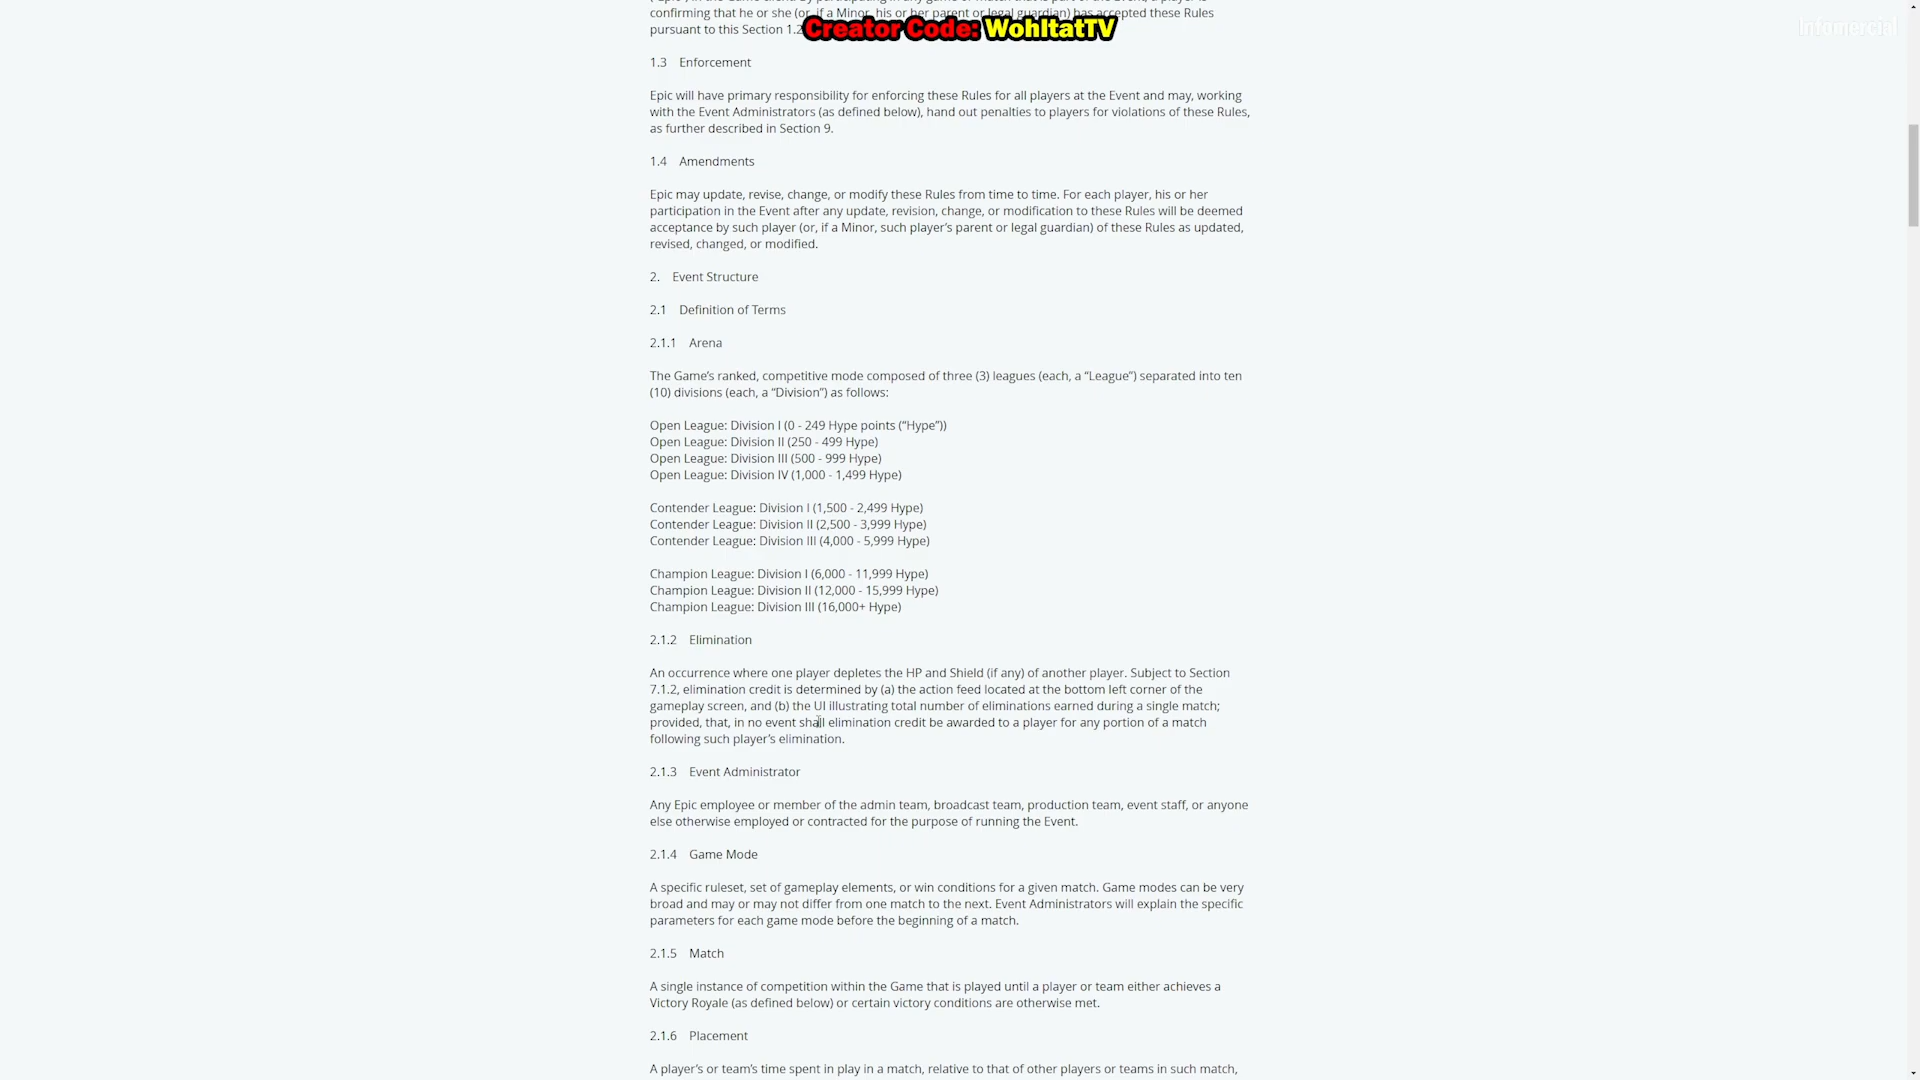 ("Epic") in the Game client. By participating in any game or match that is part of the Event, a player is
confirming that he or she (or, if a Minor, his or her parent or legal guardian) has accepted these Rules
pursuant to this Section 1.2
Creator Code: WohltatTV
Infomercial
1.3 Enforcement
Epic will have primary responsibility for enforcing these Rules for all players at the Event and may, working
with the Event Administrators (as defined below), hand out penalties to players for violations of these Rules,
as further described in Section 9.
1.4 Amendments
Epic may update, revise, change, or modify these Rules from time to time. For each player, his or her
participation in the Event after any update, revision, change, or modification to these Rules will be deemed
acceptance by such player (or, if a Minor, such player’s parent or legal guardian) of these Rules as updated,
revised, changed, or modified.
2. Event Structure
2.1 Definition of Terms
2.1.1 Arena
The Game’s ranked, competitive mode composed of three (3) leagues (each, a “League”) separated into ten
(10) divisions (each, a “Division”) as follows:
Open League: Division I (0 - 249 Hype points (“Hype”))
Open League: Division II (250 - 499 Hype)
Open League: Division III (500 - 999 Hype)
Open League: Division IV (1,000 - 1,499 Hype)
Contender League: Division I (1,500 - 2,499 Hype)
Contender League: Division II (2,500 - 3,999 Hype)
Contender League: Division III (4,000 - 5,999 Hype)
Champion League: Division I (6,000 - 11,999 Hype)
Champion League: Division II (12,000 - 15,999 Hype)
Champion League: Division III (16,000+ Hype)
2.1.2 Elimination
An occurrence where one player depletes the HP and Shield (if any) of another player. Subject to Section
7.1.2, elimination credit is determined by (a) the action feed located at the bottom left corner of the
gameplay screen, and (b) the UI illustrating total number of eliminations earned during a single match;
provided, that, in no event shall elimination credit be awarded to a player for any portion of a match
following such player’s elimination.
2.1.3 Event Administrator
Any Epic employee or member of the admin team, broadcast team, production team, event staff, or anyone
else otherwise employed or contracted for the purpose of running the Event.
2.1.4 Game Mode
A specific ruleset, set of gameplay elements, or win conditions for a given match. Game modes can be very
broad and may or may not differ from one match to the next. Event Administrators will explain the specific
parameters for each game mode before the beginning of a match.
2.1.5 Match
A single instance of competition within the Game that is played until a player or team either achieves a
Victory Royale (as defined below) or certain victory conditions are otherwise met.
2.1.6 Placement
A player’s or team’s time spent in play in a match, relative to that of other players or teams in such match,